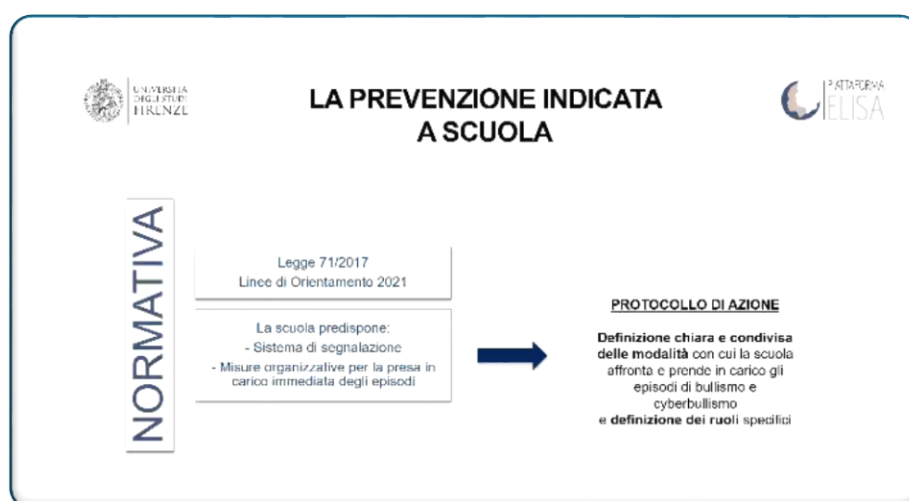 UNIVERSITÀ
DEGLI STUDI
FIRENZE
LA PREVENZIONE INDICATA
A SCUOLA
PIATTAFORMA
ELISA
NORMATIVA
Legge 71/2017
Linee di Orientamento 2021
La scuola predispone:
- Sistema di segnalazione
- Misure organizzative per la presa in
carico immediata degli episodi
PROTOCOLLO DI AZIONE
Definizione chiara e condivisa
delle modalità con cui la scuola
affronta e prende in carico gli
episodi di bullismo e
cyberbullismo
e definizione dei ruoli specifici